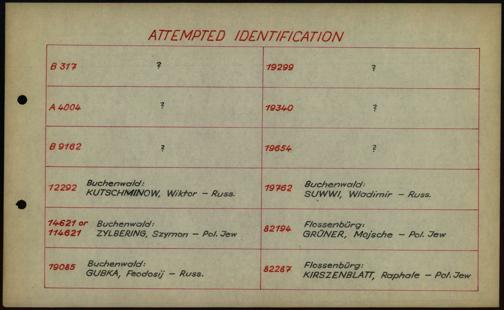 ATTEMPTED IDENTIFICATION
B 317 ?
19299 ?
A 4004 ?
19340 ?
B 9162 ?
19654 ?
12292 Buchenwald:
KUTSCHMINOW, Wiktor – Russ.
19762 Buchenwald:
SUWWI, Wladimir – Russ.
14621 or
114621
Buchenwald:
ZYLBERING, Szymon – Pol. Jew
82194 Flossenbürg:
GRÜNER, Mojsche – Pol. Jew
19085 Buchenwald:
GUBKA, Feodosij – Russ.
82287 Flossenbürg:
KIRSZENBLATT, Raphale – Pol. Jew